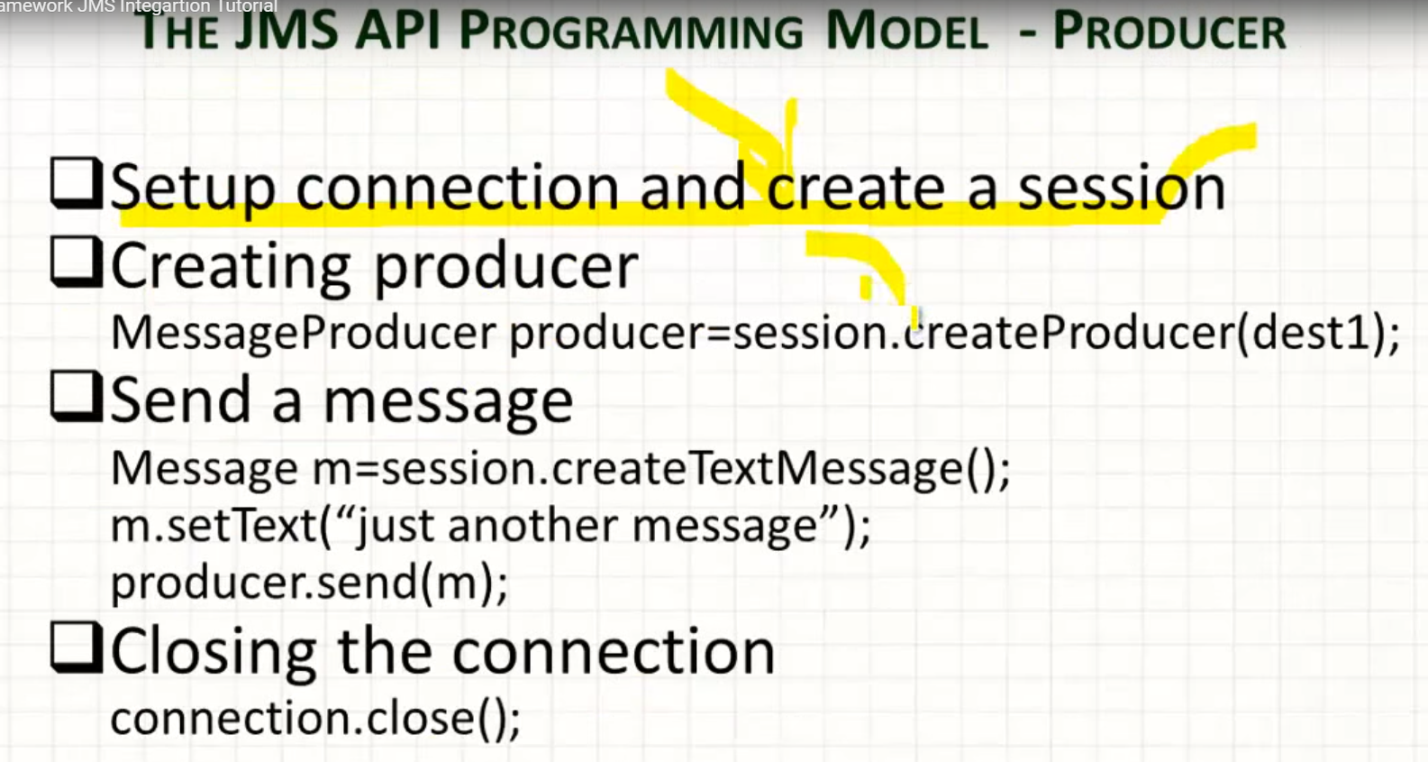 amework JMS Integartion Tutorial
THE JMS API PROGRAMMING MODEL - PRODUCER
Setup connection and create a session
Creating producer
MessageProducer producer=session.createProducer(dest1);
Send a message
Message m=session.createTextMessage();
m.setText(“just another message”);
producer.send(m);
Closing the connection
connection.close();